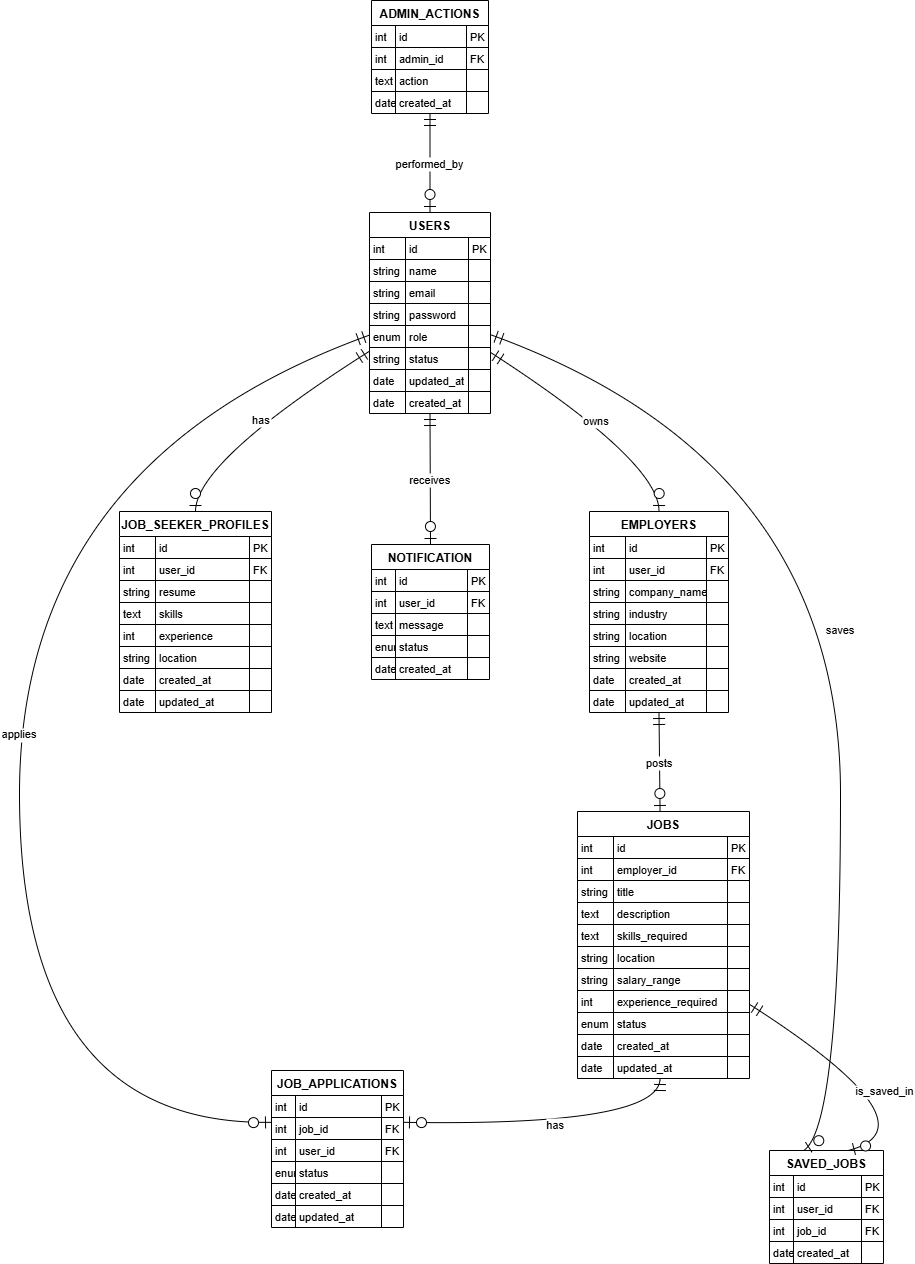 ADMIN_ACTIONS
int id PK
int admin_id FK
text action
date created_at
performed_by
USERS
int id PK
string name
string email
string password
enum role
string status
date updated_at
date created_at
has
receives
owns
saves
applies
JOB_SEEKER_PROFILES
int id PK
int user_id FK
string resume
text skills
int experience
string location
date created_at
date updated_at
NOTIFICATION
int id PK
int user_id FK
text message
enu status
date created_at
EMPLOYERS
int id PK
int user_id FK
string company_name
string industry
string location
string website
date created_at
date updated_at
posts
JOBS
int id PK
int employer_id FK
string title
text description
text skills_required
string location
string salary_range
int experience_required
enum status
date created_at
date updated_at
is_saved_in
has
JOB_APPLICATIONS
int id PK
int job_id FK
int user_id FK
enu status
date created_at
date updated_at
SAVED_JOBS
int id PK
int user_id FK
int job_id FK
date created_at